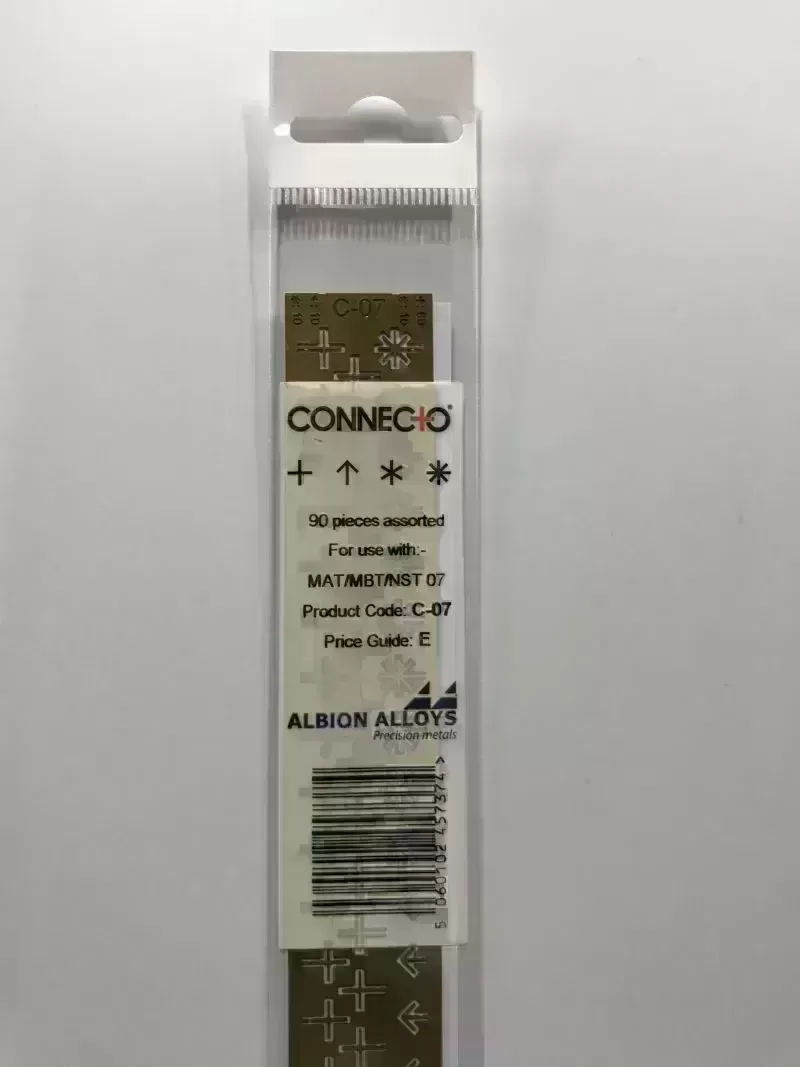 C-07
CONNECTO®
90 pieces assorted
For use with:-
MAT/MBT/NST 07
Product Code: C-07
Price Guide: E
ALBION ALLOYS
Precision metals
5 060102 457374 >